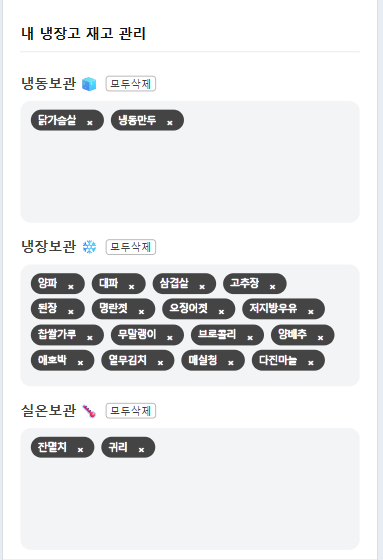 내 냉장고 재고 관리
냉동보관 🧊 모두삭제
닭가슴살 × 냉동만두 ×
냉장보관 ❄️ 모두삭제
양파 × 대파 × 삼겹살 × 고추장 ×
된장 × 명란젓 × 오징어젓 × 저지방우유 ×
찹쌀가루 × 무말랭이 × 브로콜리 × 양배추 ×
애호박 × 열무김치 × 매실청 × 다진마늘 ×
실온보관 🍠 모두삭제
잔멸치 × 귀리 ×